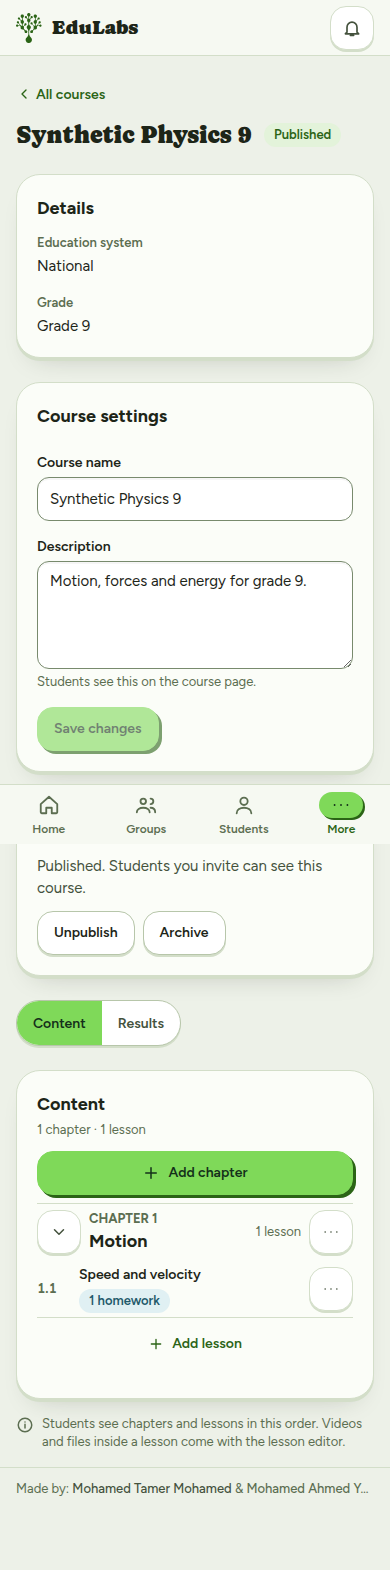 EduLabs
All courses
Synthetic Physics 9
Published
Details
Education system
National
Grade
Grade 9
Course settings
Course name
Synthetic Physics 9
Description
Motion, forces and energy for grade 9.
Students see this on the course page.
Save changes
Home
Groups
Students
More
Published. Students you invite can see this
course.
Unpublish
Archive
Content
Results
Content
1 chapter · 1 lesson
Add chapter
CHAPTER 1
Motion
1 lesson
1.1
Speed and velocity
1 homework
Add lesson
Students see chapters and lessons in this order. Videos
and files inside a lesson come with the lesson editor.
Made by: Mohamed Tamer Mohamed & Mohamed Ahmed Y...